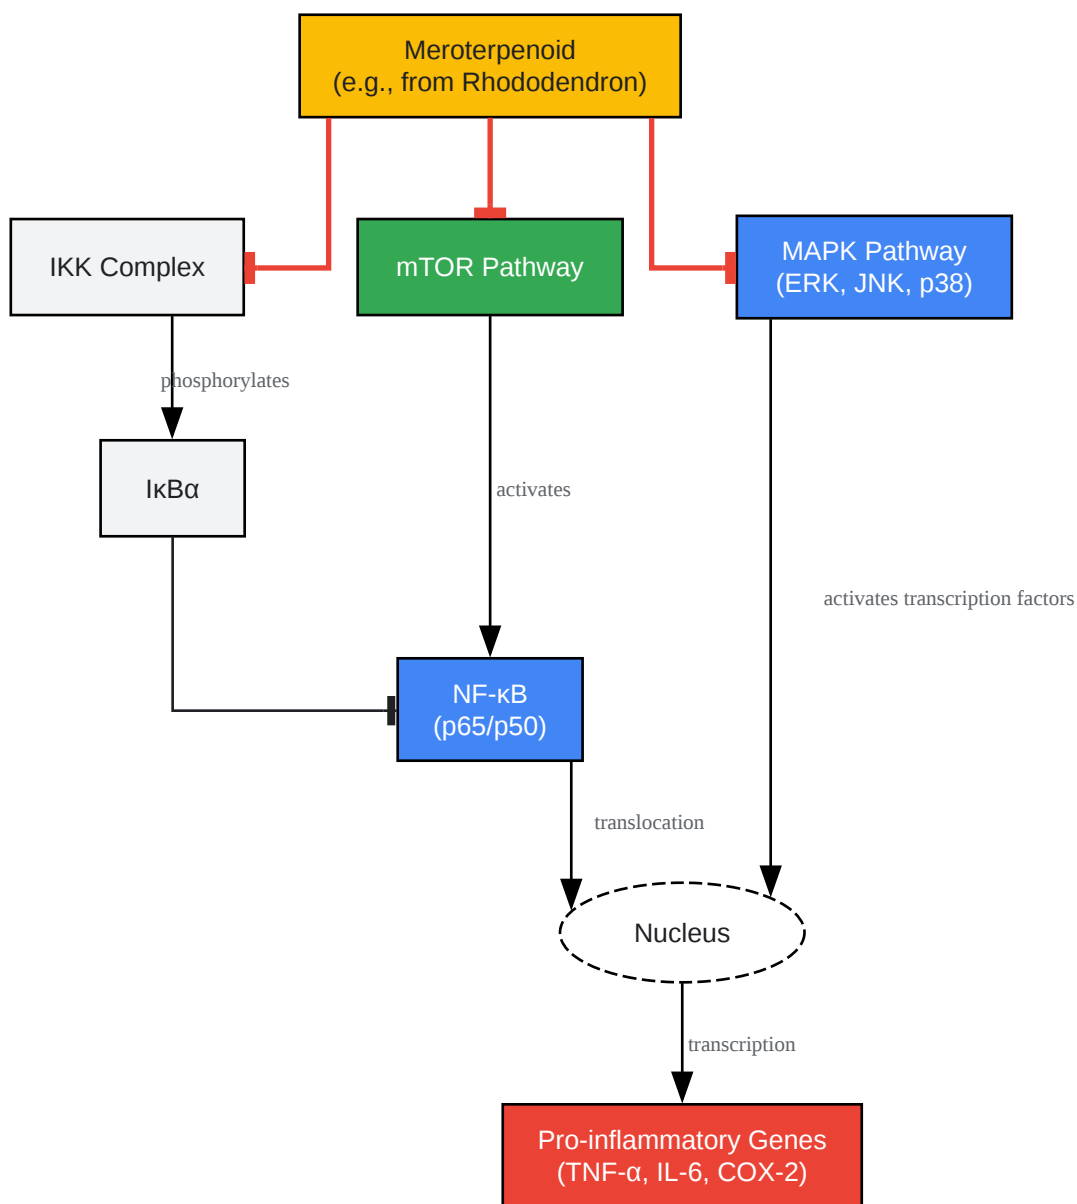 Meroterpenoid
(e.g., from Rhododendron)
IKK Complex
mTOR Pathway
MAPK Pathway
(ERK, JNK, p38)
phosphorylates
IκBα
activates
activates transcription factors
NF-κB
(p65/p50)
translocation
Nucleus
transcription
Pro-inflammatory Genes
(TNF-α, IL-6, COX-2)